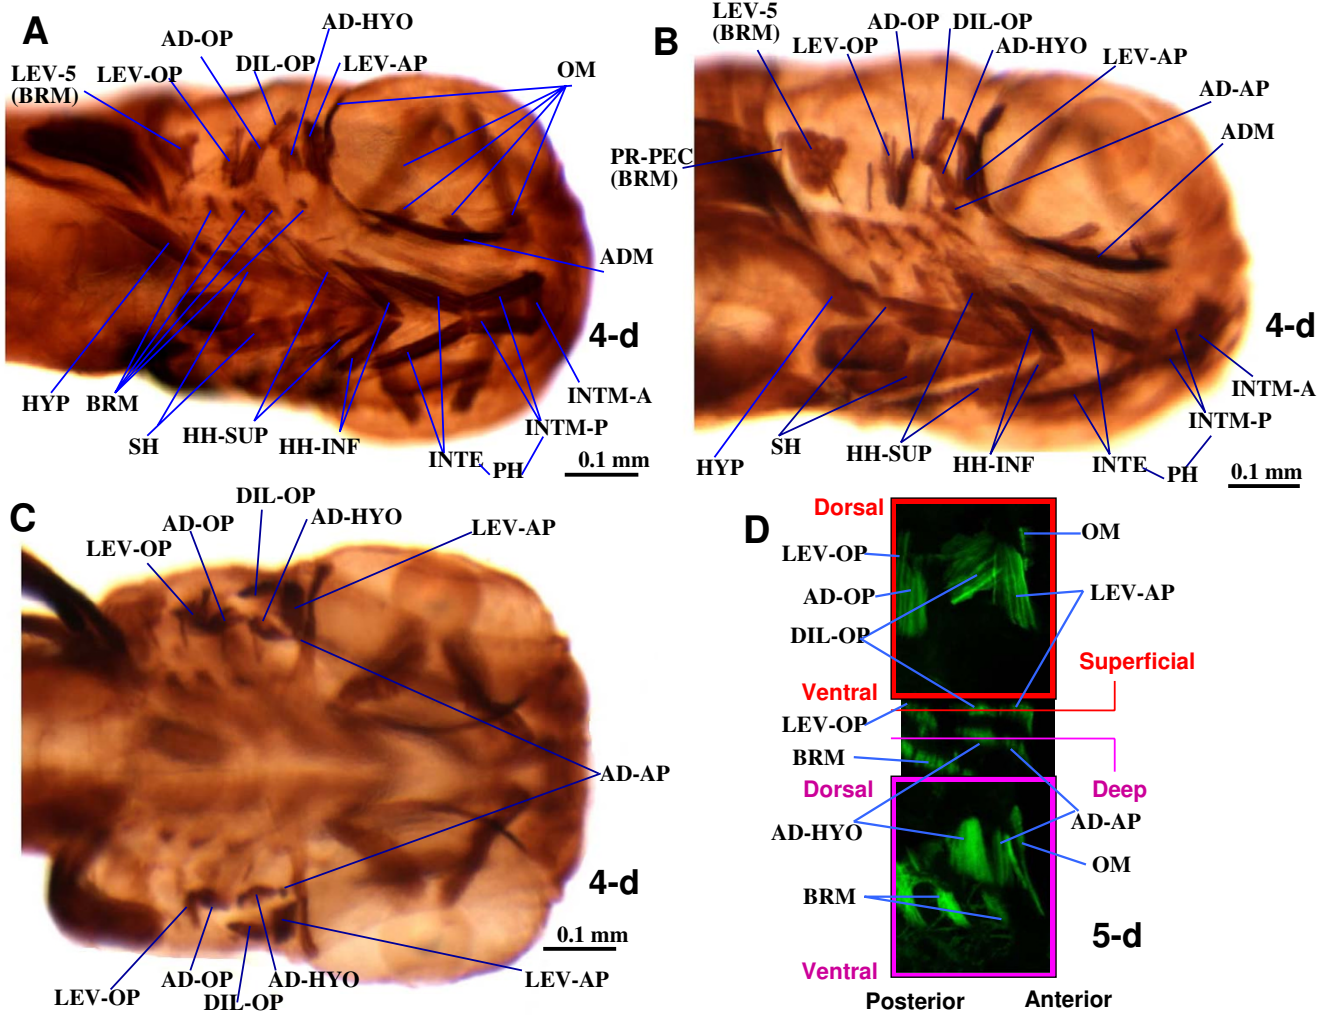 A
AD-HYO
AD-OP
DIL-OP
LEV-AP
OM
LEV-5
(BRM)
LEV-OP
ADM
4-d
INTM-A
HYP
BRM
SH
HH-SUP
HH-INF
INTE
INTM-P
PH
0.1 mm
B
LEV-5
(BRM)
AD-OP
DIL-OP
LEV-OP
AD-HYO
LEV-AP
AD-AP
ADM
PR-PEC
(BRM)
4-d
INTM-A
INTM-P
HYP
SH
HH-SUP
HH-INF
INTE
PH
0.1 mm
C
DIL-OP
AD-OP
AD-HYO
LEV-AP
LEV-OP
AD-AP
4-d
0.1 mm
LEV-OP
AD-OP
DIL-OP
AD-HYO
LEV-AP
D
Dorsal
OM
LEV-OP
AD-OP
LEV-AP
DIL-OP
Superficial
Ventral
LEV-OP
BRM
Dorsal
Deep
AD-HYO
AD-AP
OM
BRM
5-d
Ventral
Posterior
Anterior